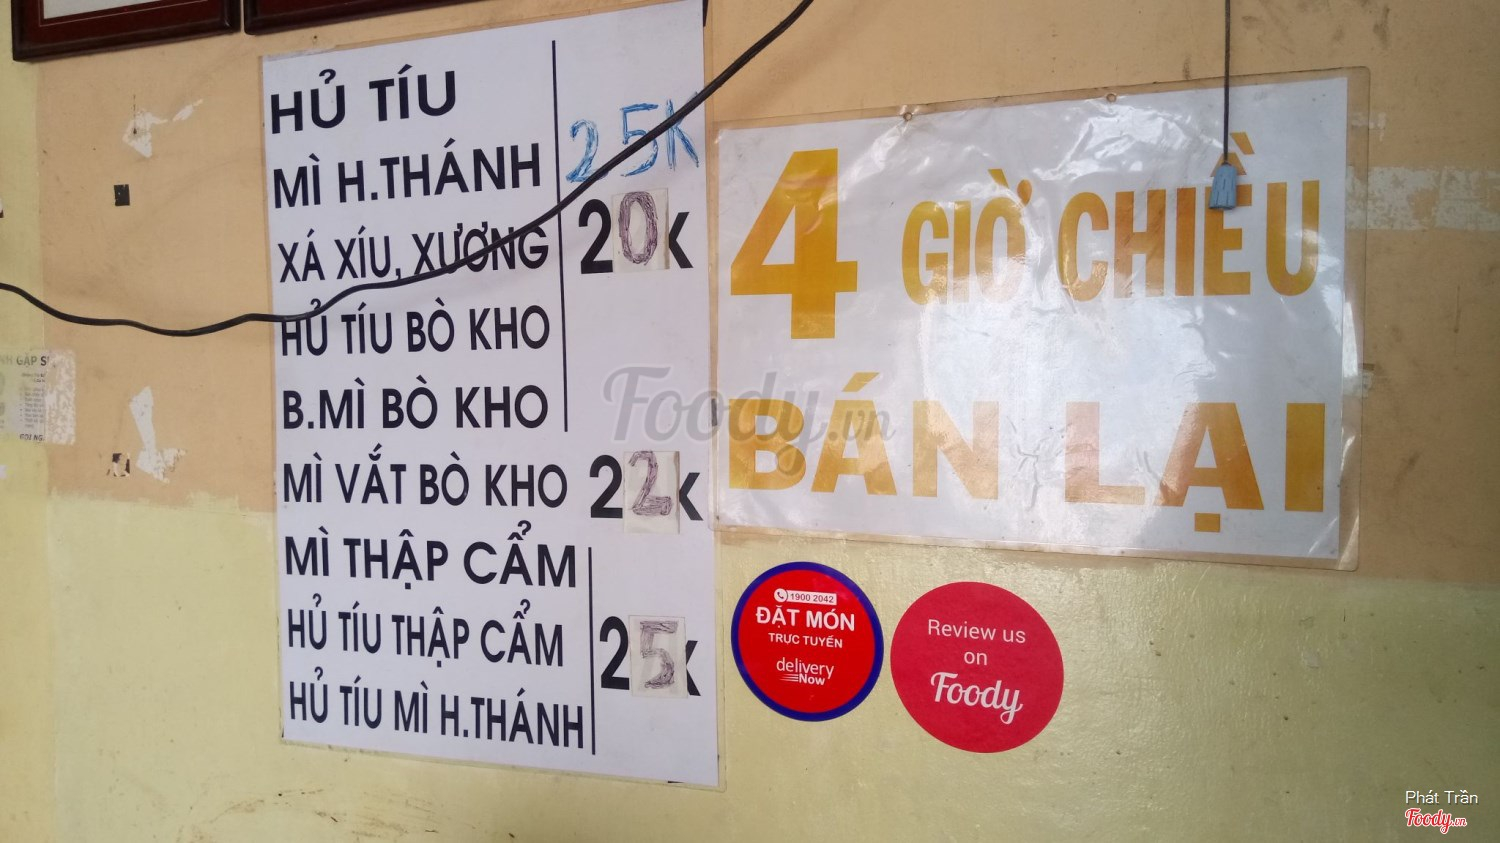 HỦ TÍU
MÌ H.THÁNH
25K
XÁ XÍU, XƯƠNG
20K
HỦ TÍU BÒ KHO
B.MÌ BÒ KHO
MÌ VẮT BÒ KHO
22K
MÌ THẬP CẨM
HỦ TÍU THẬP CẨM
25K
HỦ TÍU MÌ H.THÁNH
4 GIỜ CHIỀU
BÁN LẠI
1900 2042
ĐẶT MÓN
TRỰC TUYẾN
delivery
Now
Review us
on
Foody
Foody.vn
Phát Trần
Foody.vn